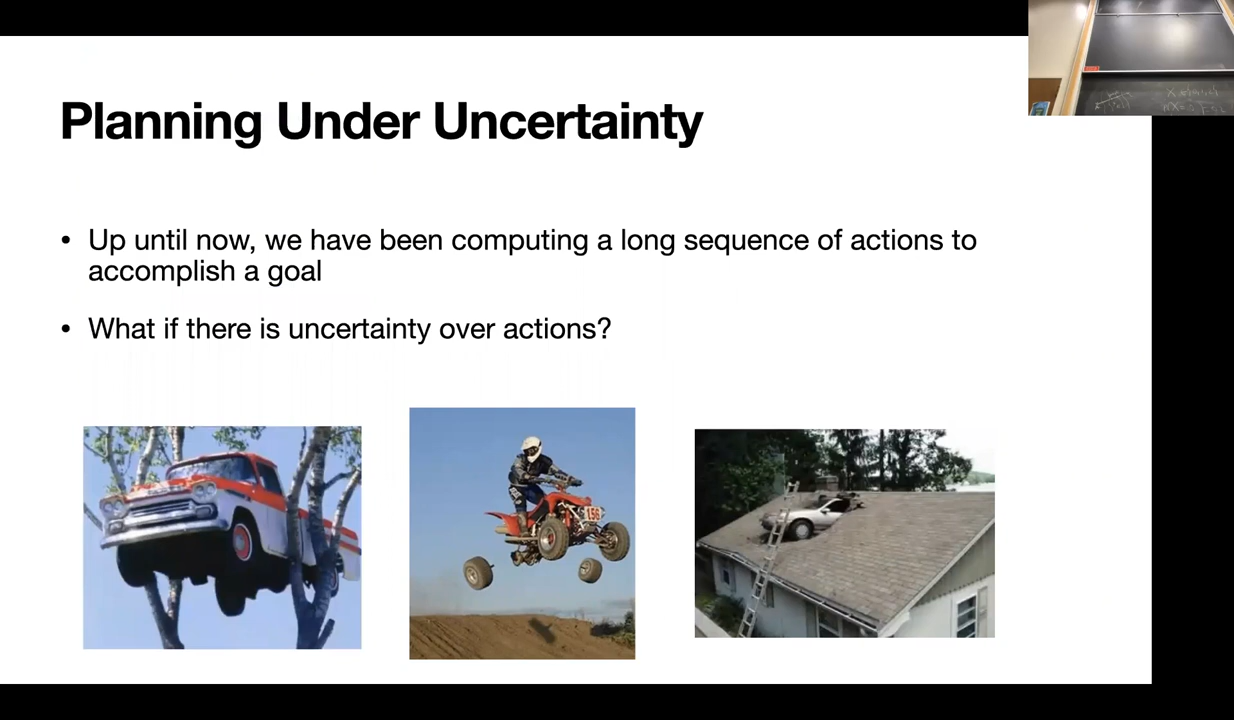 Planning Under Uncertainty
• Up until now, we have been computing a long sequence of actions to
accomplish a goal
• What if there is uncertainty over actions?
156